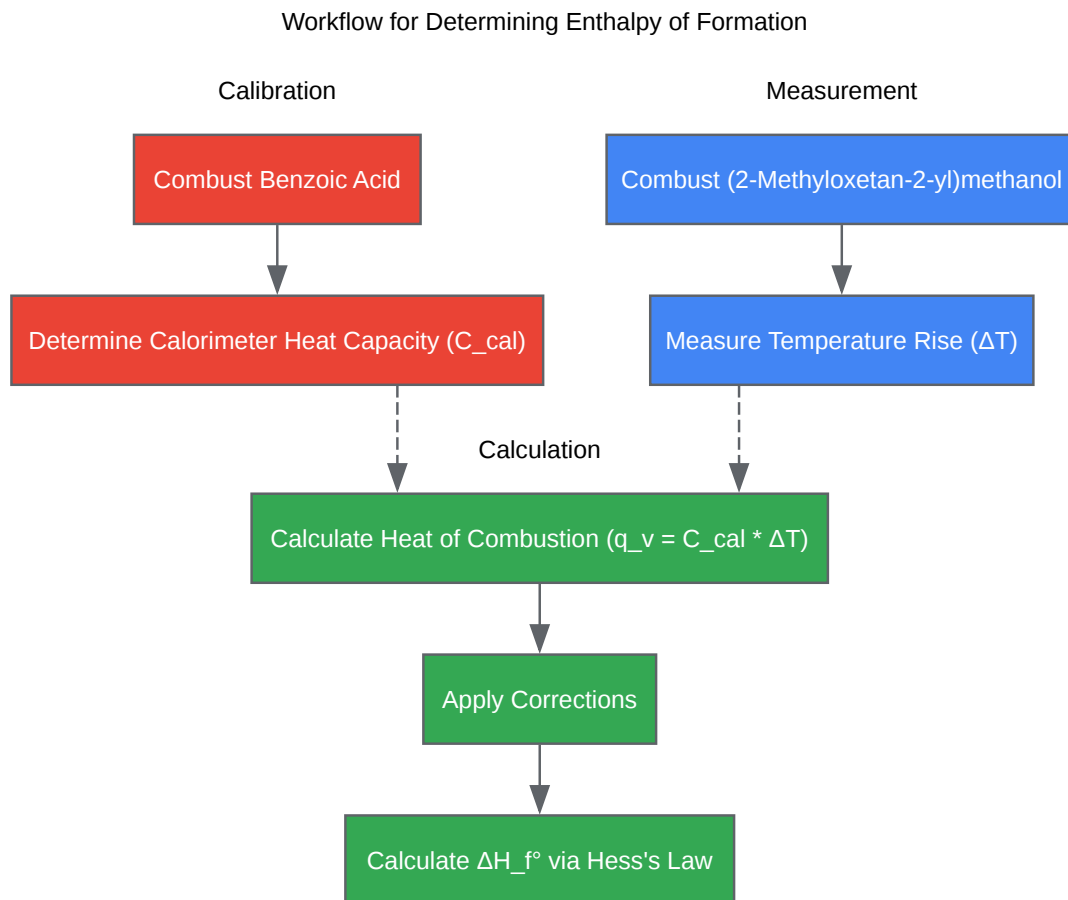 Workflow for Determining Enthalpy of Formation
Calibration
Measurement
Combust Benzoic Acid
Combust (2-Methyloxetan-2-yl)methanol
Determine Calorimeter Heat Capacity (C_cal)
Measure Temperature Rise (ΔT)
Calculation
Calculate Heat of Combustion (q_v = C_cal * ΔT)
Apply Corrections
Calculate ΔH_f° via Hess's Law